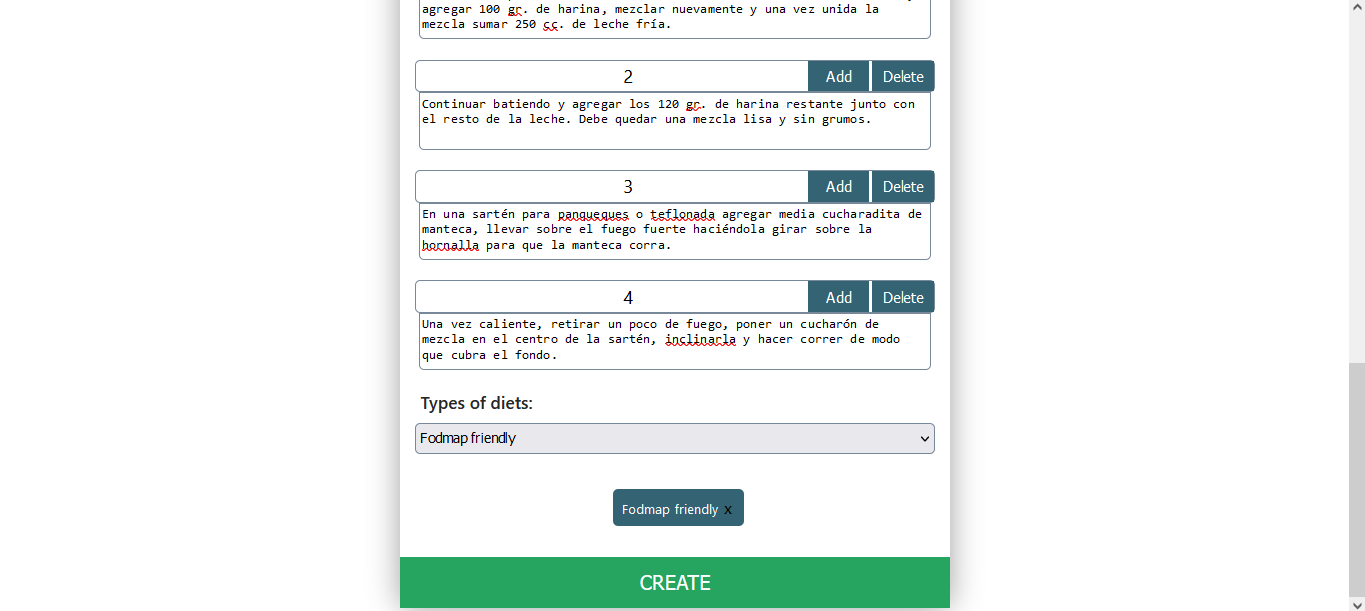 agregar 100 gr. de harina, mezclar nuevamente y una vez unida la
mezcla sumar 250 cc. de leche fría.
2
Add
Delete
Continuar batiendo y agregar los 120 gr. de harina restante junto con
el resto de la leche. Debe quedar una mezcla lisa y sin grumos.
3
Add
Delete
En una sartén para panqueques o teflonada agregar media cucharadita de
manteca, llevar sobre el fuego fuerte haciéndola girar sobre la
hornalla para que la manteca corra.
4
Add
Delete
Una vez caliente, retirar un poco de fuego, poner un cucharón de
mezcla en el centro de la sartén, inclinarla y hacer correr de modo
que cubra el fondo.
Types of diets:
Fodmap friendly
Fodmap friendly x
CREATE